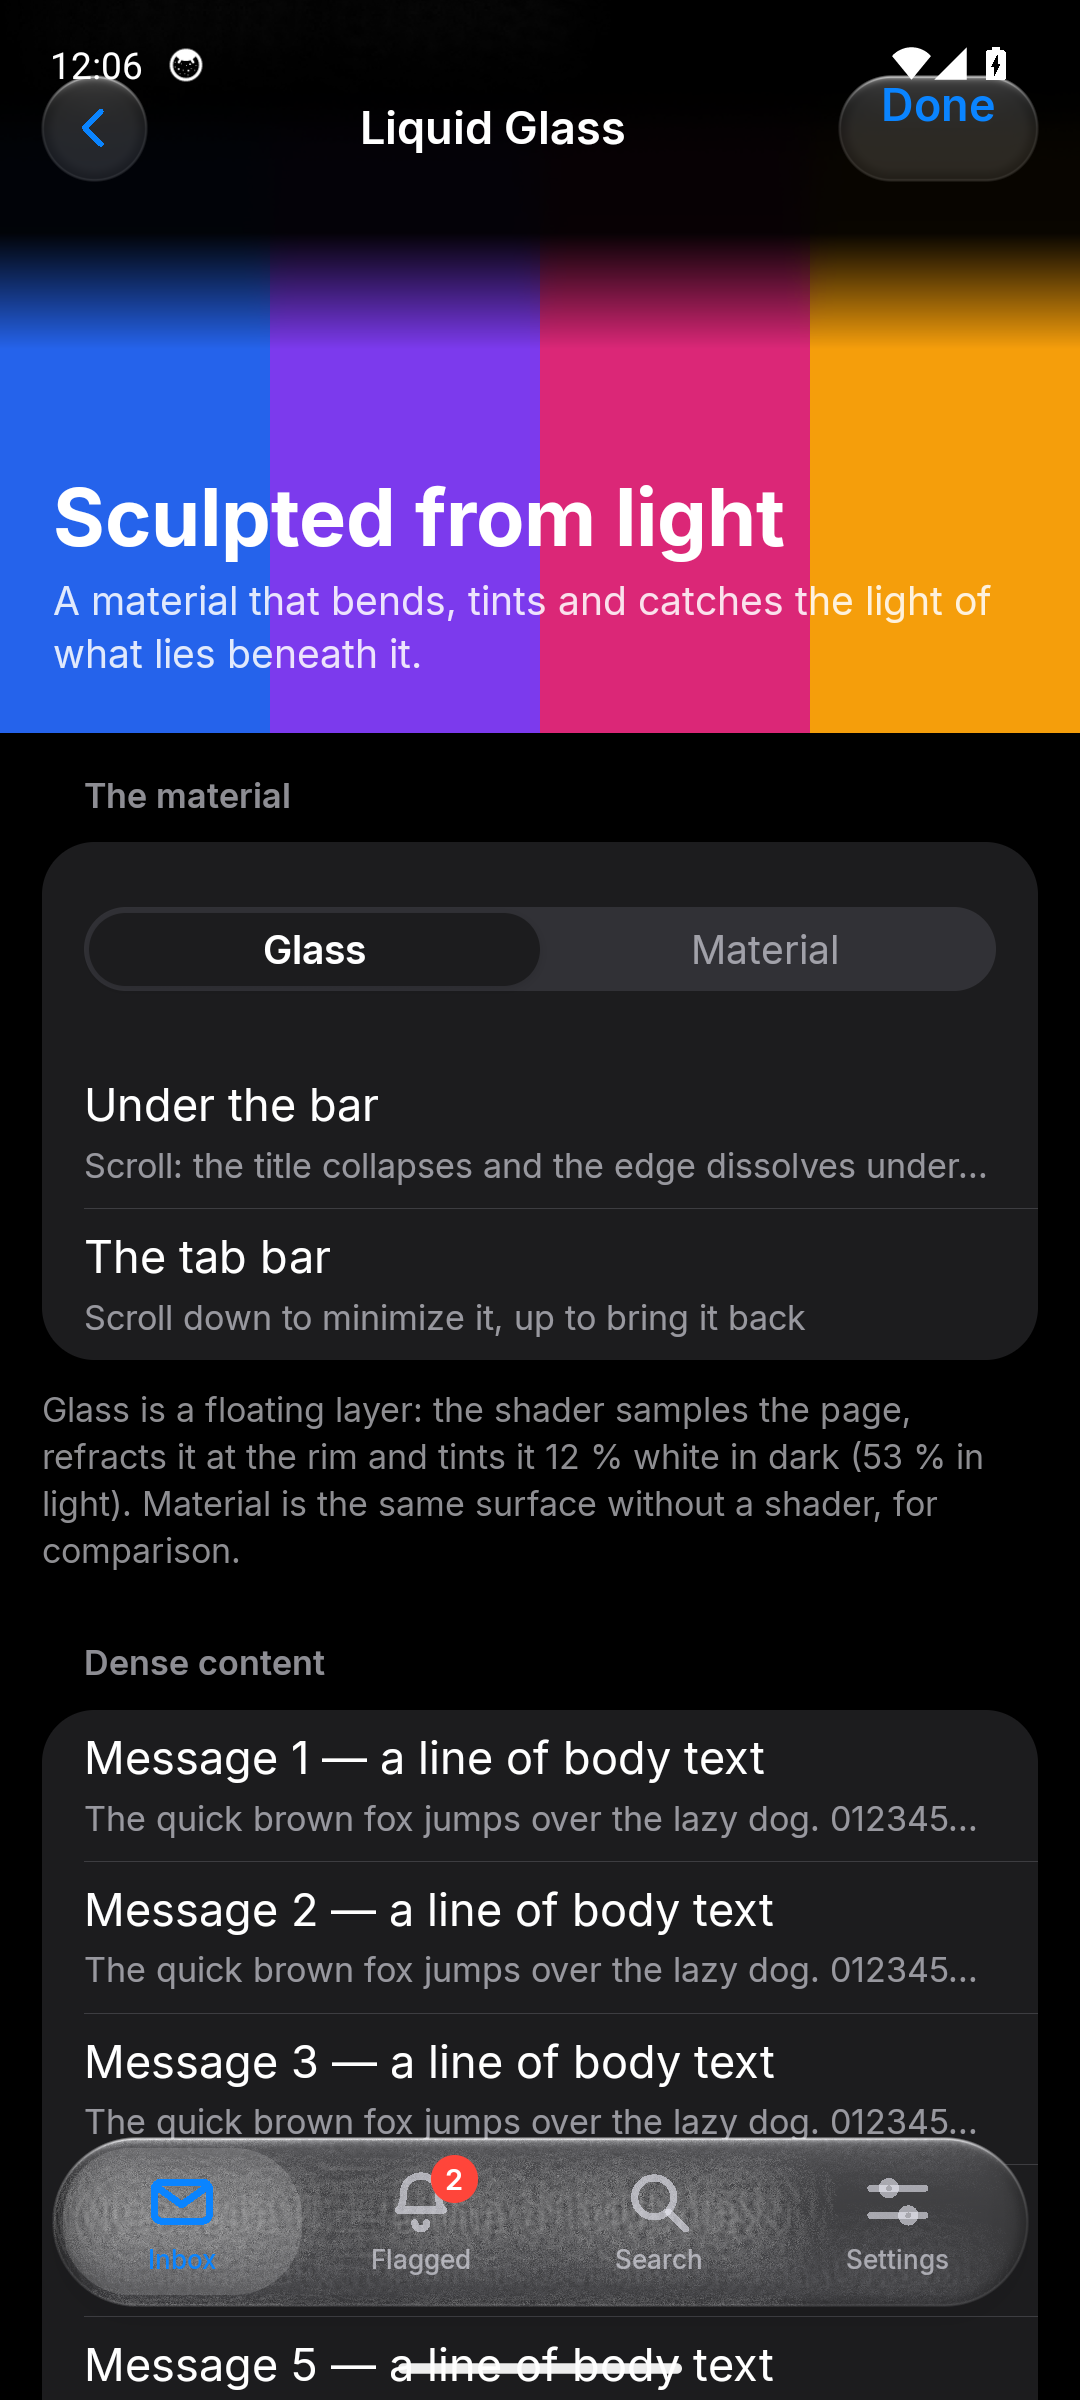 12:06
Liquid Glass
Done
Sculpted from light
A material that bends, tints and catches the light of
what lies beneath it.
The material
Glass
Material
Under the bar
Scroll: the title collapses and the edge dissolves under...
The tab bar
Scroll down to minimize it, up to bring it back
Glass is a floating layer: the shader samples the page,
refracts it at the rim and tints it 12 % white in dark (53 % in
light). Material is the same surface without a shader, for
comparison.
Dense content
Message 1 — a line of body text
The quick brown fox jumps over the lazy dog. 012345...
Message 2 — a line of body text
The quick brown fox jumps over the lazy dog. 012345...
Message 3 — a line of body text
The quick brown fox jumps over the lazy dog. 012345...
2
Inbox
Flagged
Search
Settings
Message 5 — a line of body text